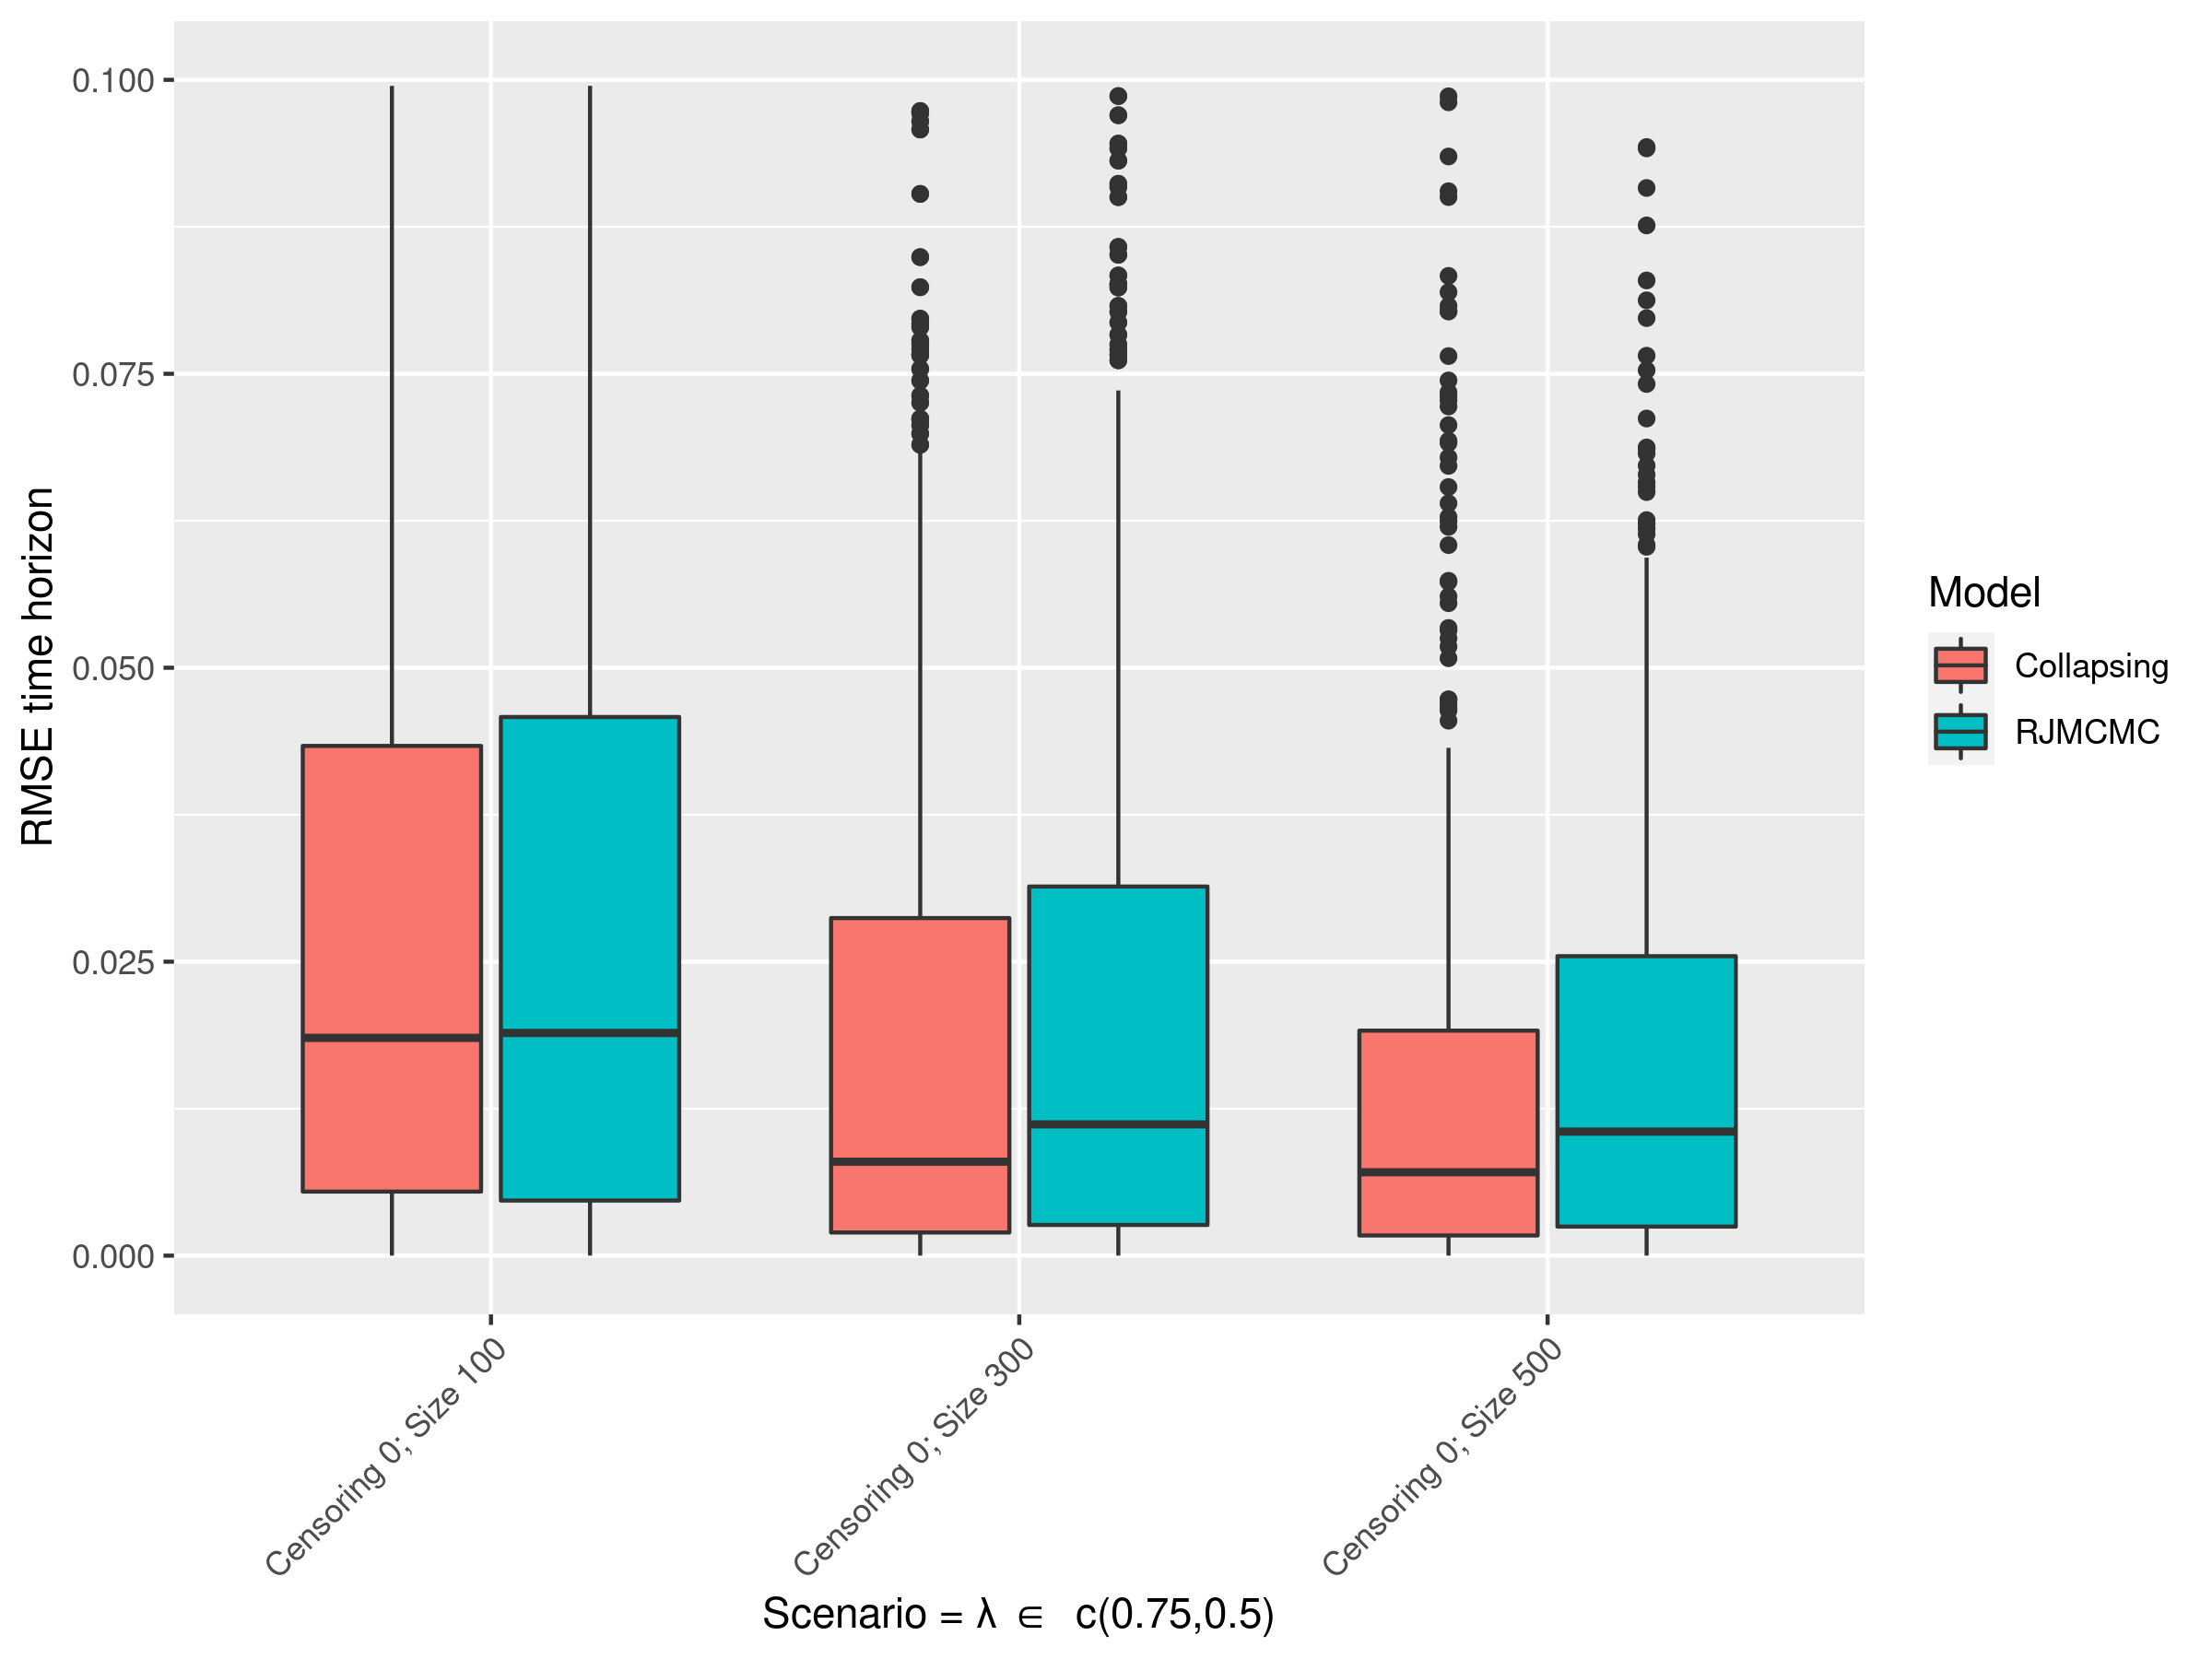 RMSE time horizon
0.100
0.075
0.050
0.025
0.000
Censoring 0; Size 100
Censoring 0; Size 300
Censoring 0; Size 500
Scenario = λ ∈ c(0.75,0.5)
Model
Collapsing
RJMCMC